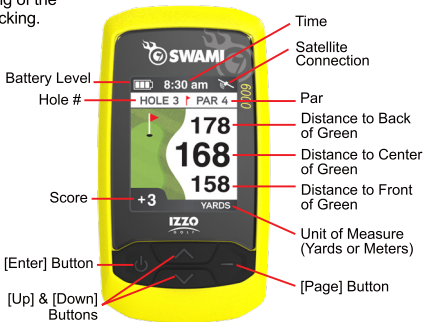 ng of the
cking.
Time
Satellite
Connection
Battery Level
Hole #
Par
Distance to Back
of Green
Distance to Center
of Green
Distance to Front
of Green
Score
Unit of Measure
(Yards or Meters)
[Enter] Button
[Page] Button
[Up] & [Down]
Buttons
SWAMI
6000
8:30 am
HOLE 3 PAR 4
178
168
158
+3
YARDS
IZZO
GOLF